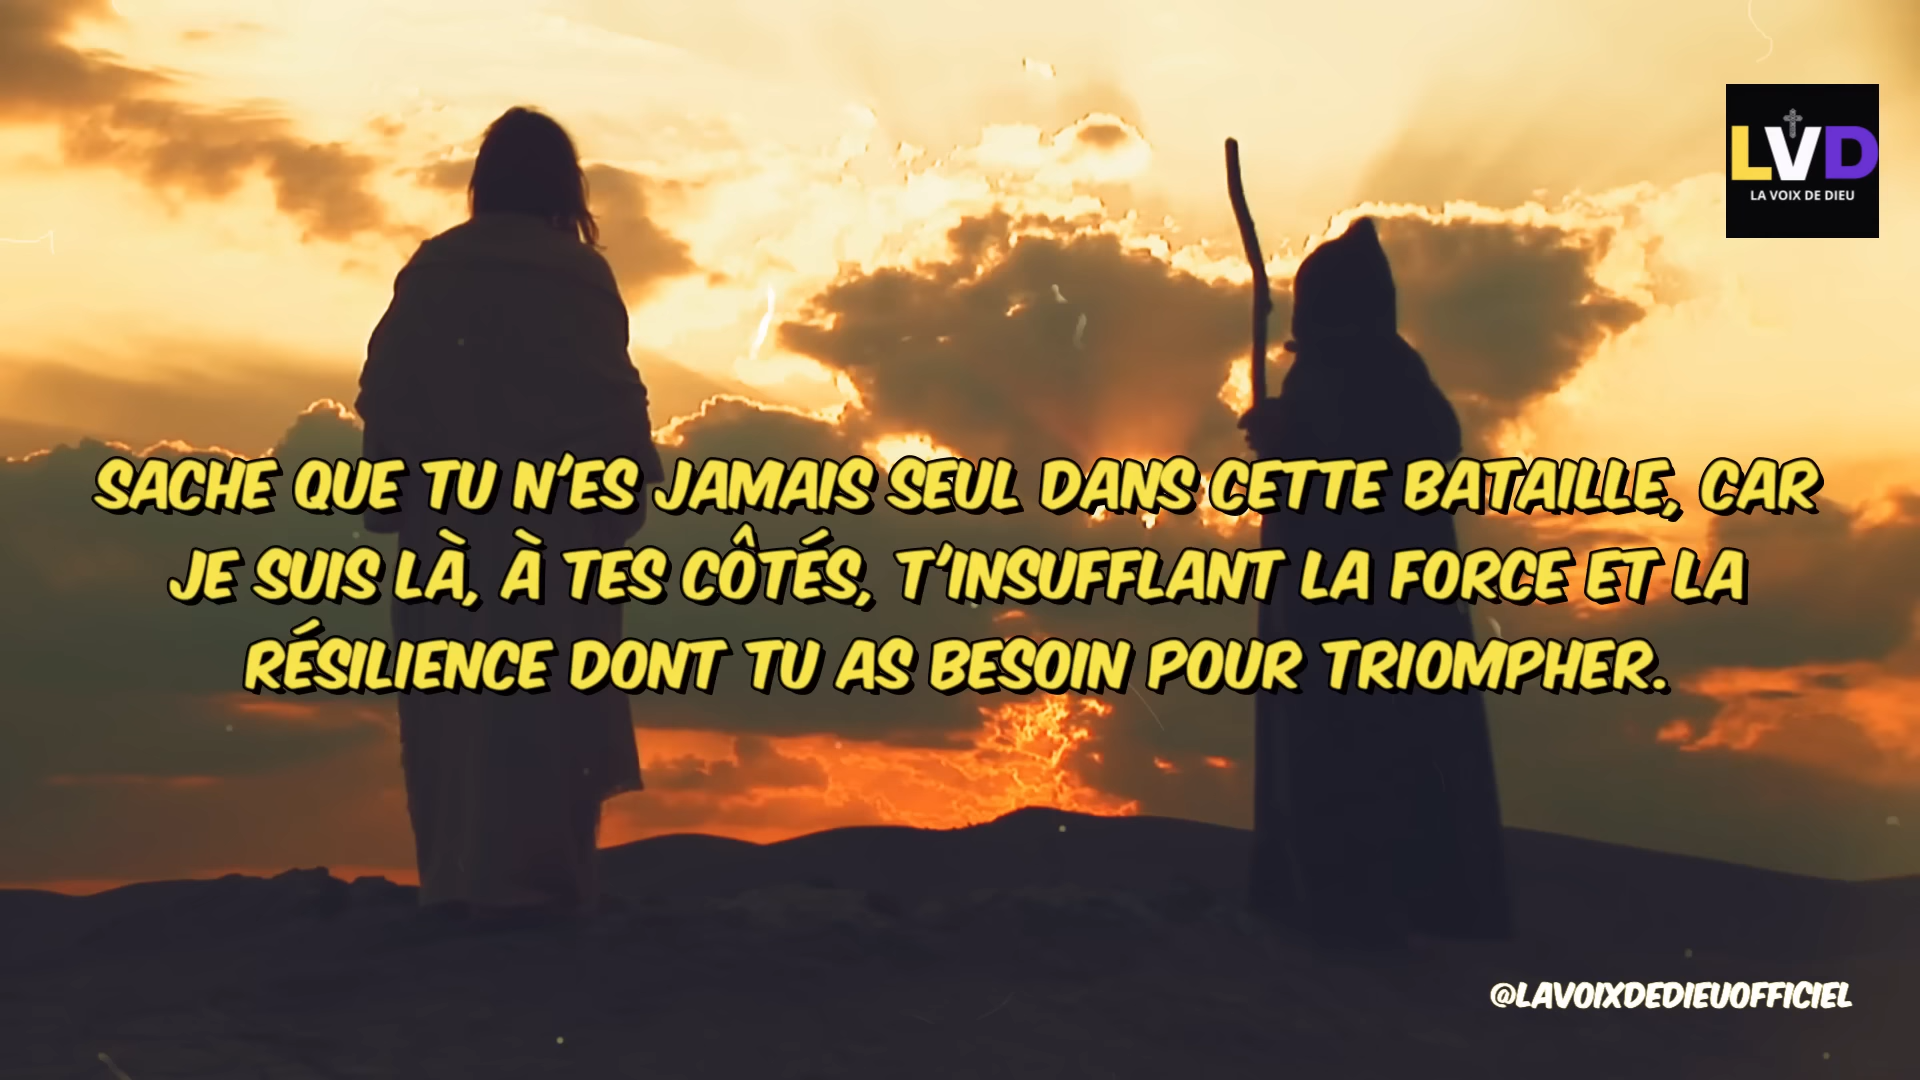 LVD
LA VOIX DE DIEU
SACHE QUE TU N'ES JAMAIS SEUL DANS CETTE BATAILLE, CAR
JE SUIS LÀ, À TES CÔTÉS, T'INSUFFLANT LA FORCE ET LA
RÉSILIENCE DONT TU AS BESOIN POUR TRIOMPHER.
@LAVOIXDEDIEUOFFICIEL